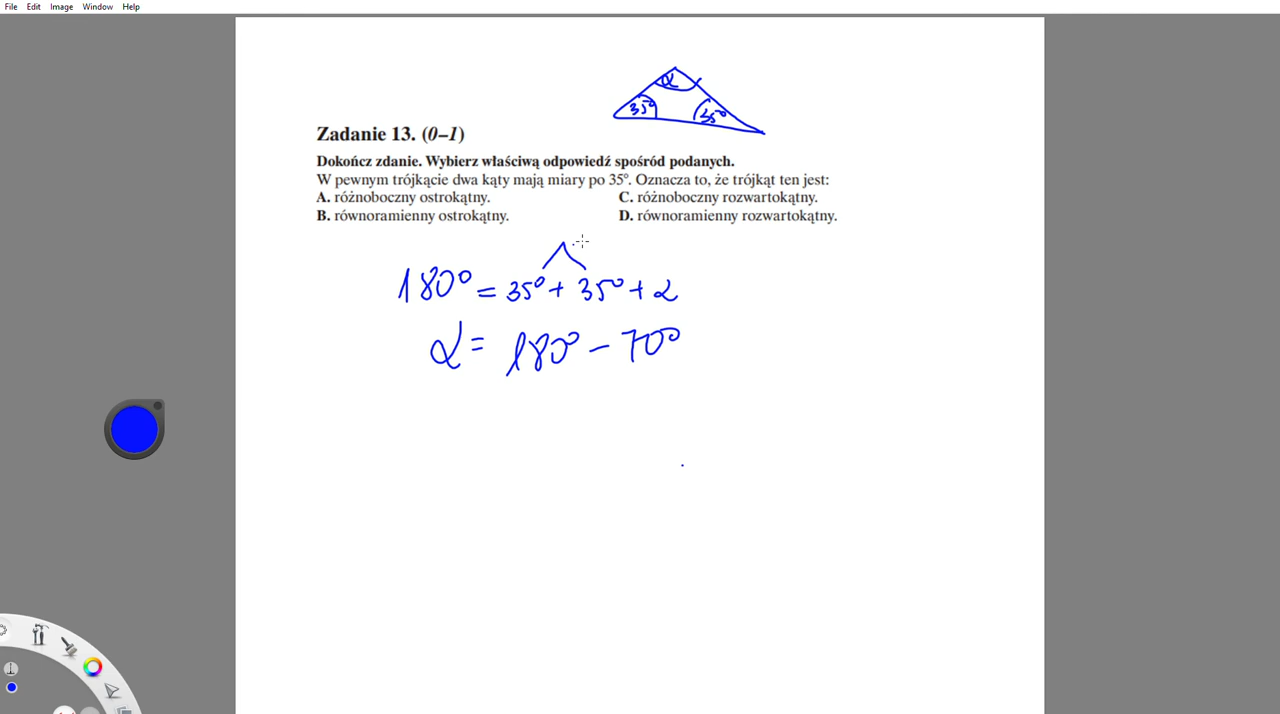 File Edit Image Window Help
α
35° 35°
Zadanie 13. (0–1)
Dokończ zdanie. Wybierz właściwą odpowiedź spośród podanych.
W pewnym trójkącie dwa kąty mają miary po 35°. Oznacza to, że trójkąt ten jest:
A. różnoboczny ostrokątny. C. różnoboczny rozwartokątny.
B. równoramienny ostrokątny. D. równoramienny rozwartokątny.
180° = 35° + 35° + α
α = 180° - 70°